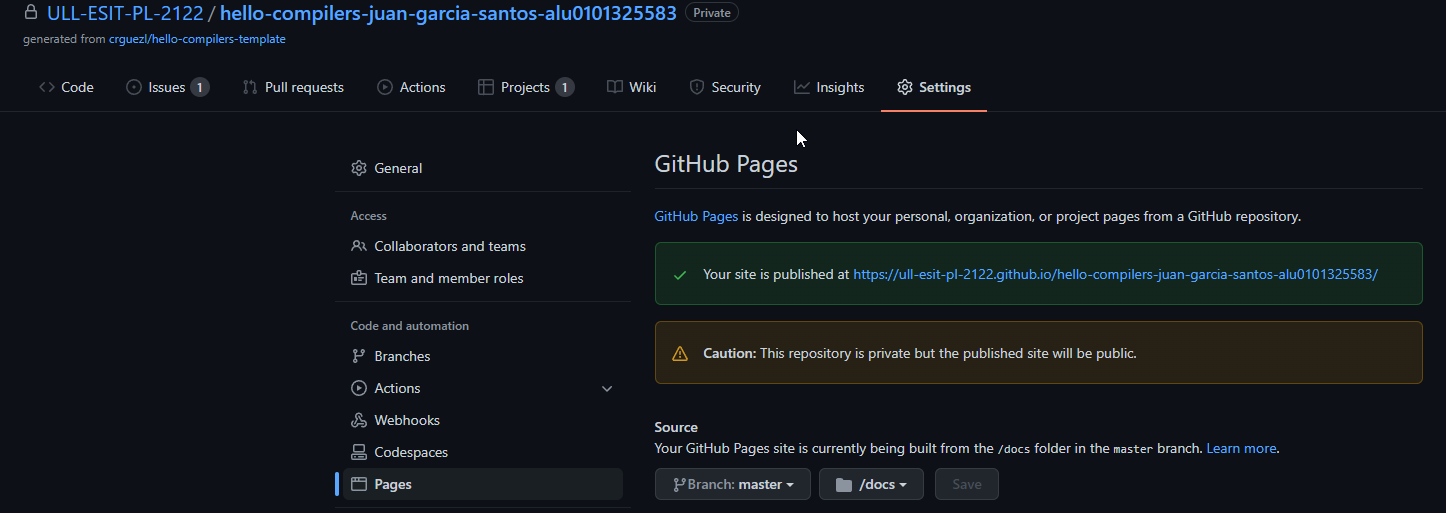 ULL-ESIT-PL-2122 / hello-compilers-juan-garcia-santos-alu0101325583 Private
generated from crguezl/hello-compilers-template
Code Issues 1 Pull requests Actions Projects 1 Wiki Security Insights Settings
General
Access
Collaborators and teams
Team and member roles
Code and automation
Branches
Actions
Webhooks
Codespaces
Pages
GitHub Pages
GitHub Pages is designed to host your personal, organization, or project pages from a GitHub repository.
Your site is published at https://ull-esit-pl-2122.github.io/hello-compilers-juan-garcia-santos-alu0101325583/
Caution: This repository is private but the published site will be public.
Source
Your GitHub Pages site is currently being built from the /docs folder in the master branch. Learn more.
Branch: master /docs Save